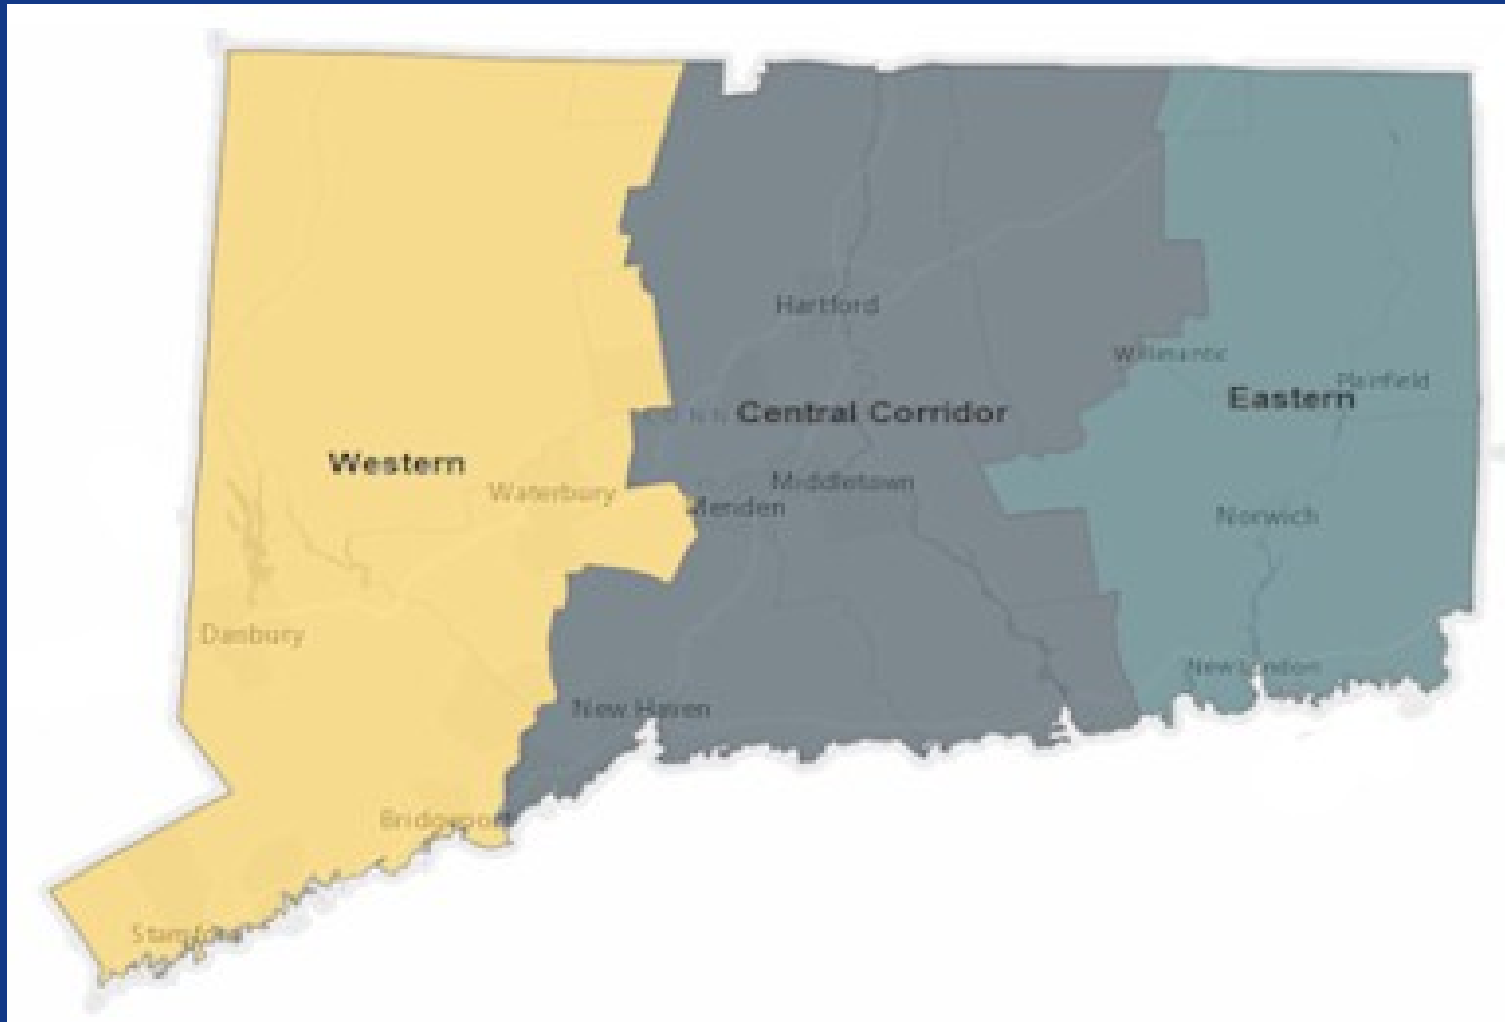 Hartford
Willimantic
Plainfield
Eastern
Central Corridor
Western
Middletown
Waterbury
Meriden
Norwich
Danbury
New London
New Haven
Bridgeport
Stamford